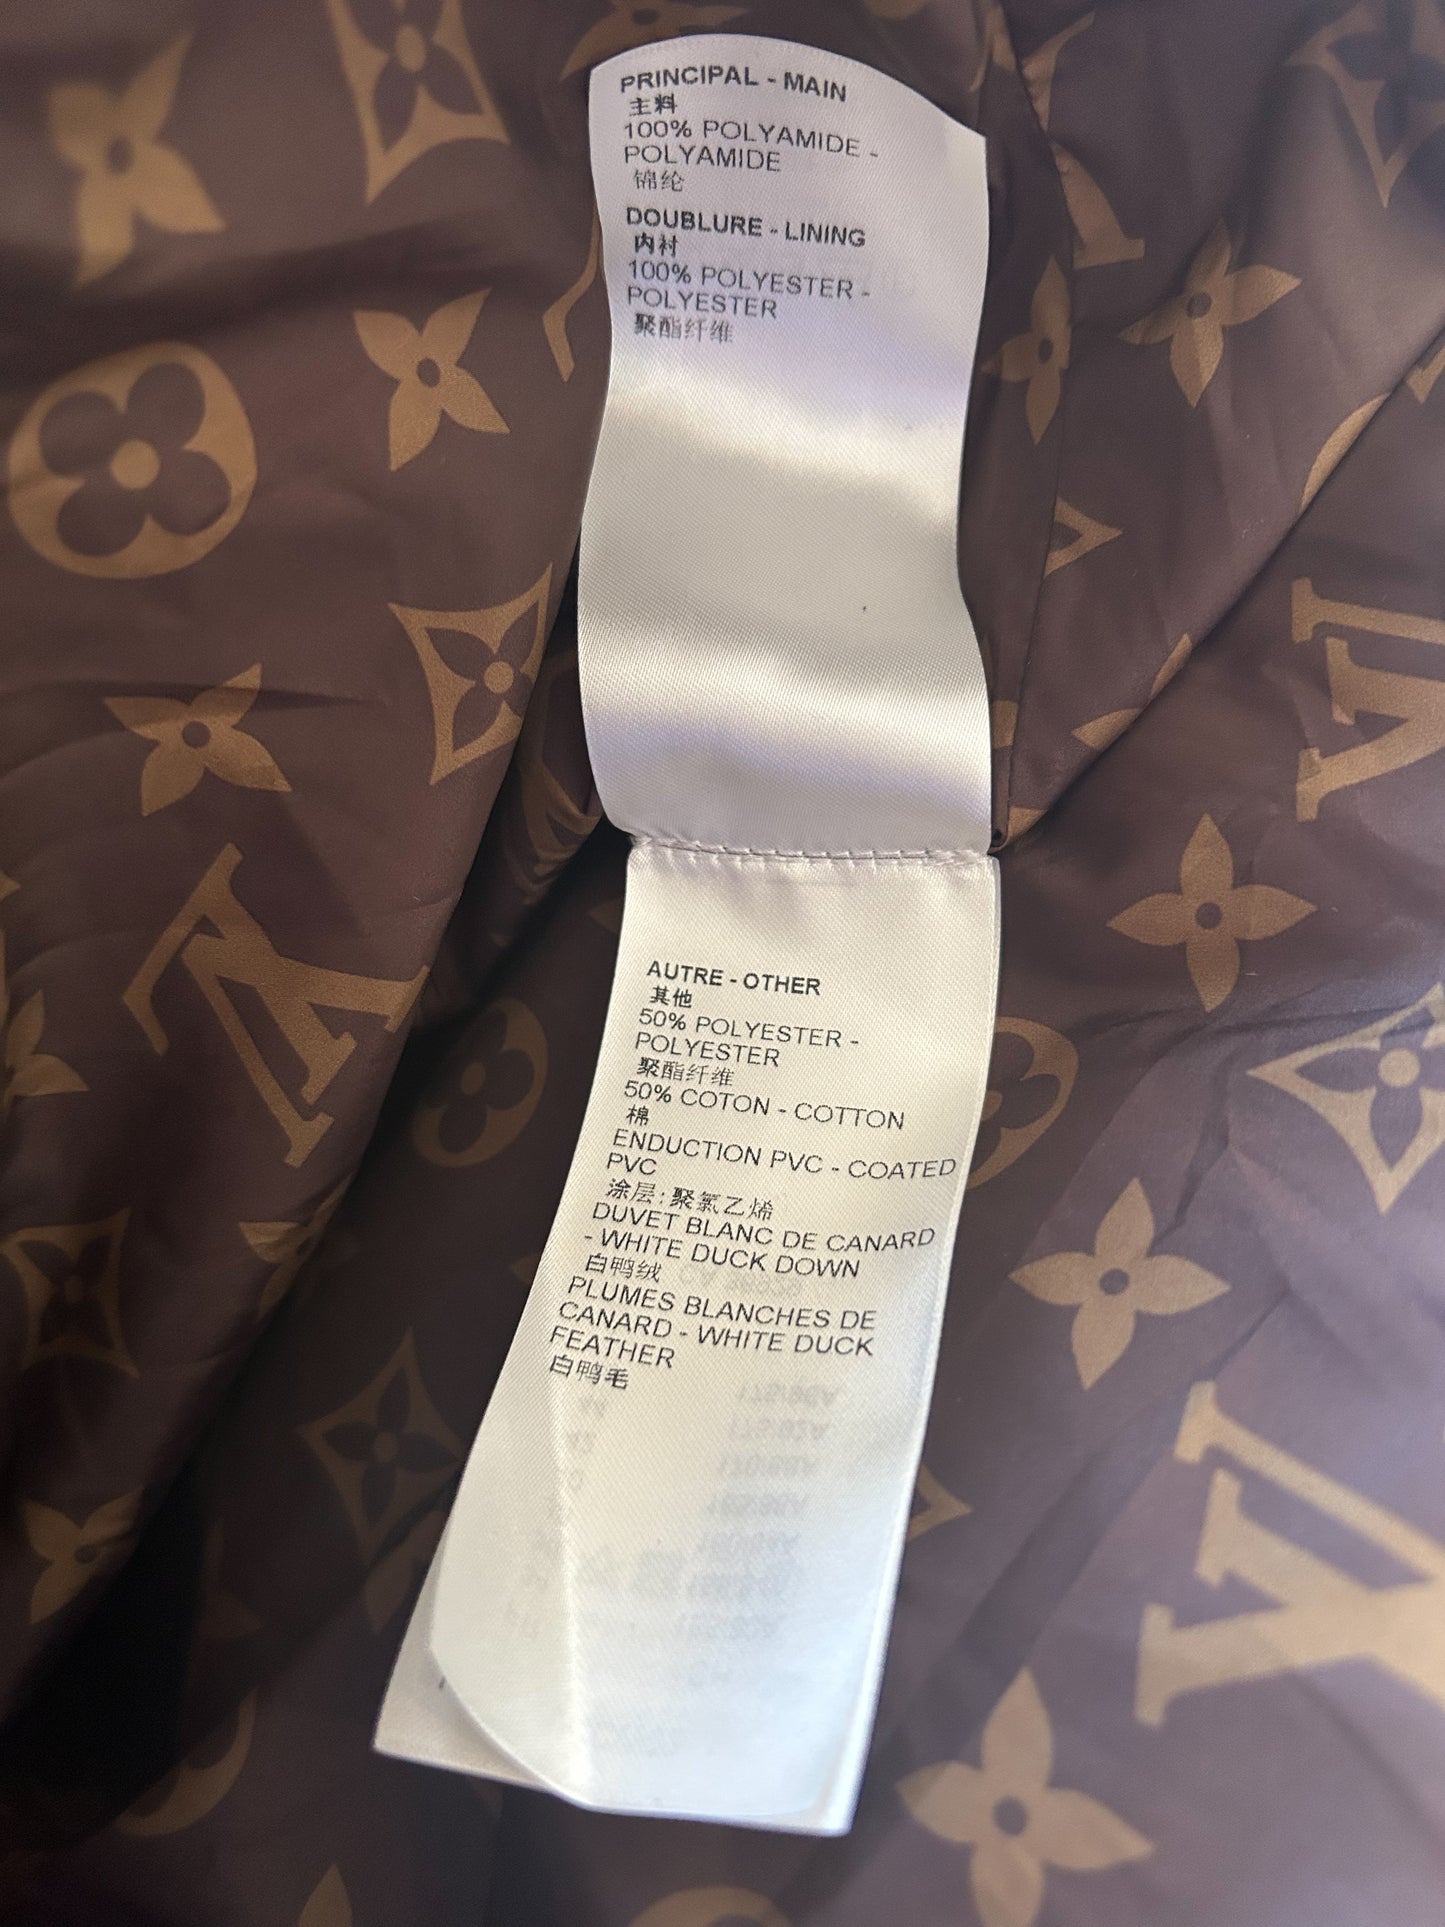 PRINCIPAL - MAIN
主料
100% POLYAMIDE -
POLYAMIDE
锦纶
DOUBLURE - LINING
内衬
100% POLYESTER -
POLYESTER
聚酯纤维
AUTRE - OTHER
其他
50% POLYESTER -
POLYESTER
聚酯纤维
50% COTON - COTTON
棉
ENDUCTION PVC - COATED
PVC
涂层: 聚氯乙烯
DUVET BLANC DE CANARD
- WHITE DUCK DOWN
白鸭绒
PLUMES BLANCHES DE
CANARD - WHITE DUCK
FEATHER
白鸭毛